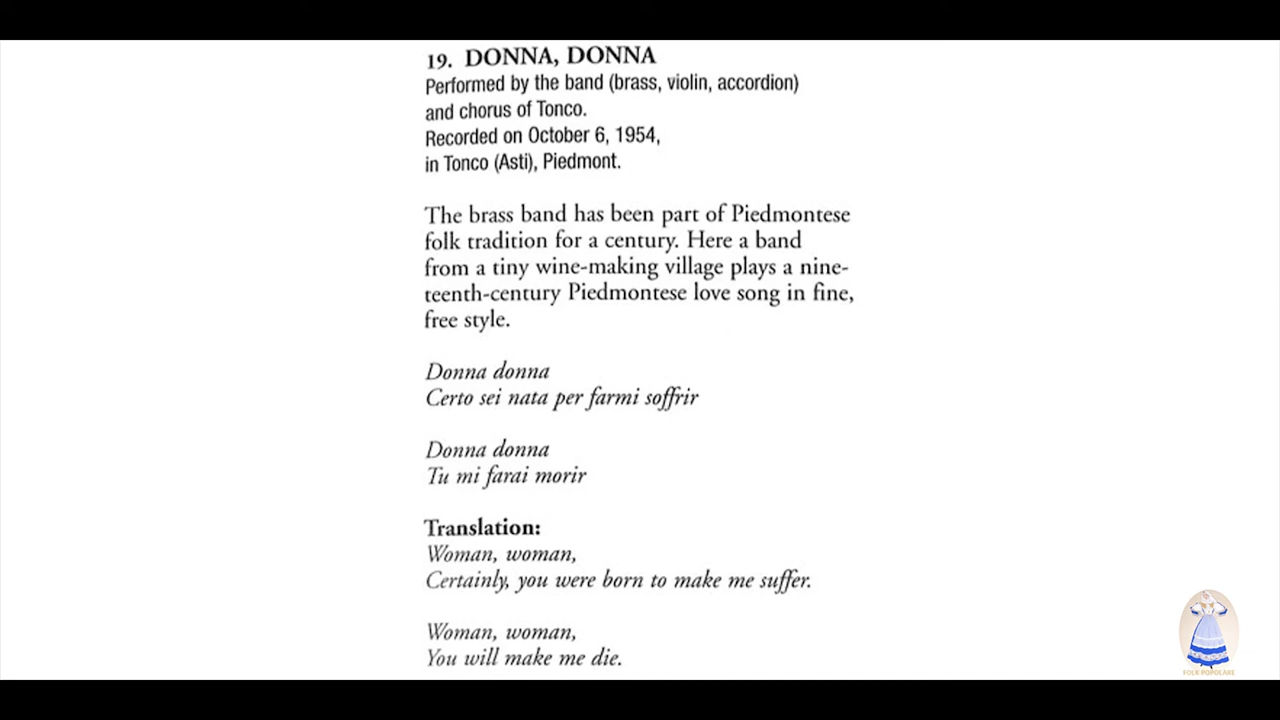 19. DONNA, DONNA
Performed by the band (brass, violin, accordion)
and chorus of Tonco.
Recorded on October 6, 1954,
in Tonco (Asti), Piedmont.
The brass band has been part of Piedmontese
folk tradition for a century. Here a band
from a tiny wine-making village plays a nine-
teenth-century Piedmontese love song in fine,
free style.
Donna donna
Certo sei nata per farmi soffrir
Donna donna
Tu mi farai morir
Translation:
Woman, woman,
Certainly, you were born to make me suffer.
Woman, woman,
You will make me die.
FOLK POPOLARE